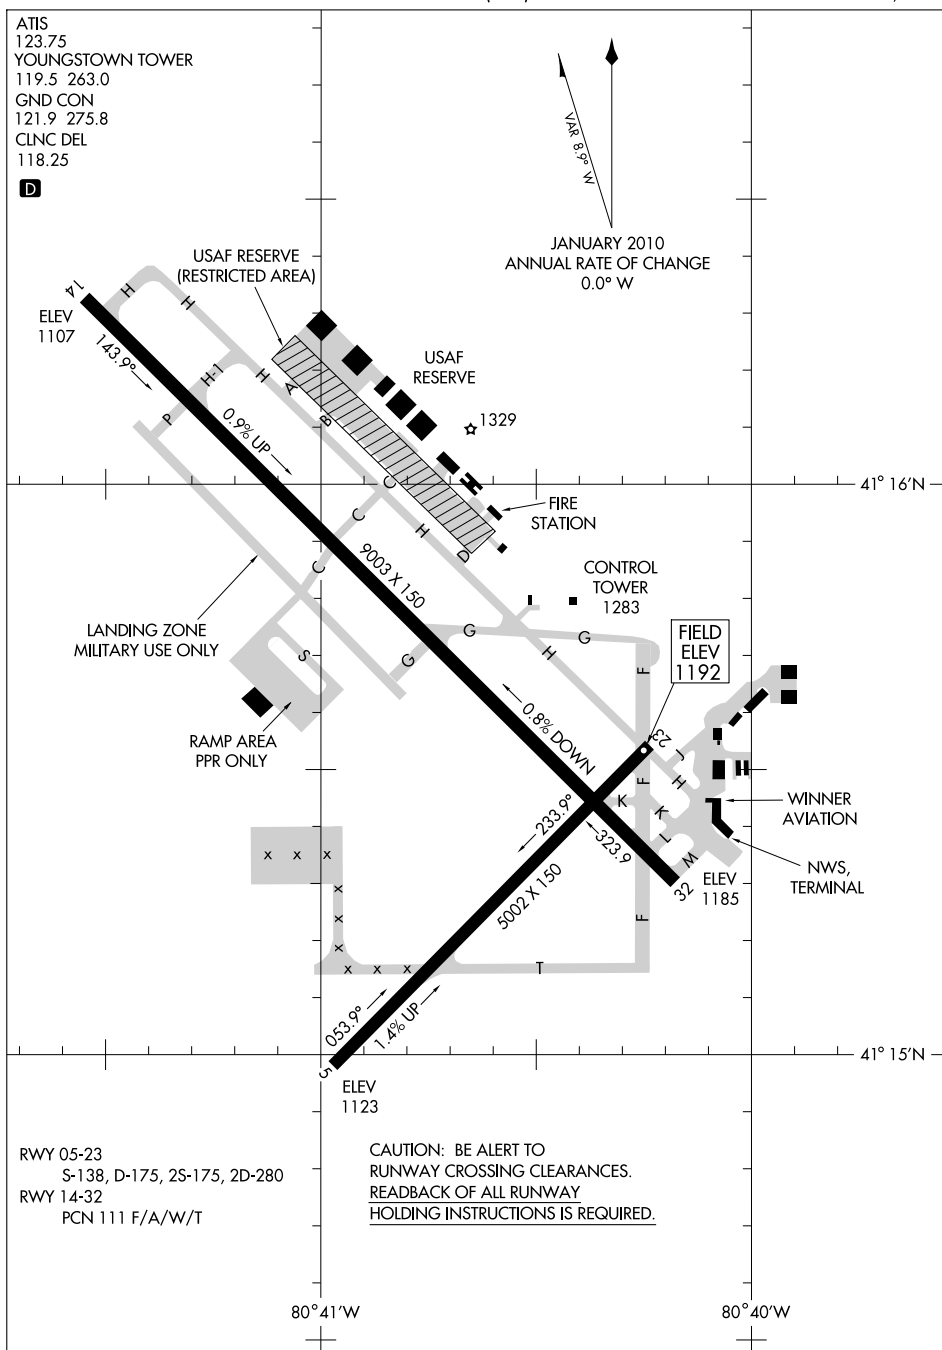 ATIS
123.75
YOUNGSTOWN TOWER
119.5 263.0
GND CON
121.9 275.8
CLNC DEL
118.25
D
VAR 8.9° W
JANUARY 2010
ANNUAL RATE OF CHANGE
0.0° W
USAF RESERVE
(RESTRICTED AREA)
14
ELEV
1107
143.9°
H
H
H-1
H
A
B
P
0.9% UP
USAF
RESERVE
1329
41° 16'N
C
C
C
H
D
FIRE
STATION
9003 X 150
CONTROL
TOWER
1283
LANDING ZONE
MILITARY USE ONLY
S
G
G
G
H
F
FIELD
ELEV
1192
RAMP AREA
PPR ONLY
0.8% DOWN
23
J
H
F
K
K
L
M
WINNER
AVIATION
NWS,
TERMINAL
233.9°
323.9
32
ELEV
1185
5002 X 150
x x x
x
x
x
x x x
F
T
053.9°
1.4% UP
5
ELEV
1123
41° 15'N
RWY 05-23
S-138, D-175, 2S-175, 2D-280
RWY 14-32
PCN 111 F/A/W/T
CAUTION: BE ALERT TO
RUNWAY CROSSING CLEARANCES.
READBACK OF ALL RUNWAY
HOLDING INSTRUCTIONS IS REQUIRED.
80°41'W
80°40'W